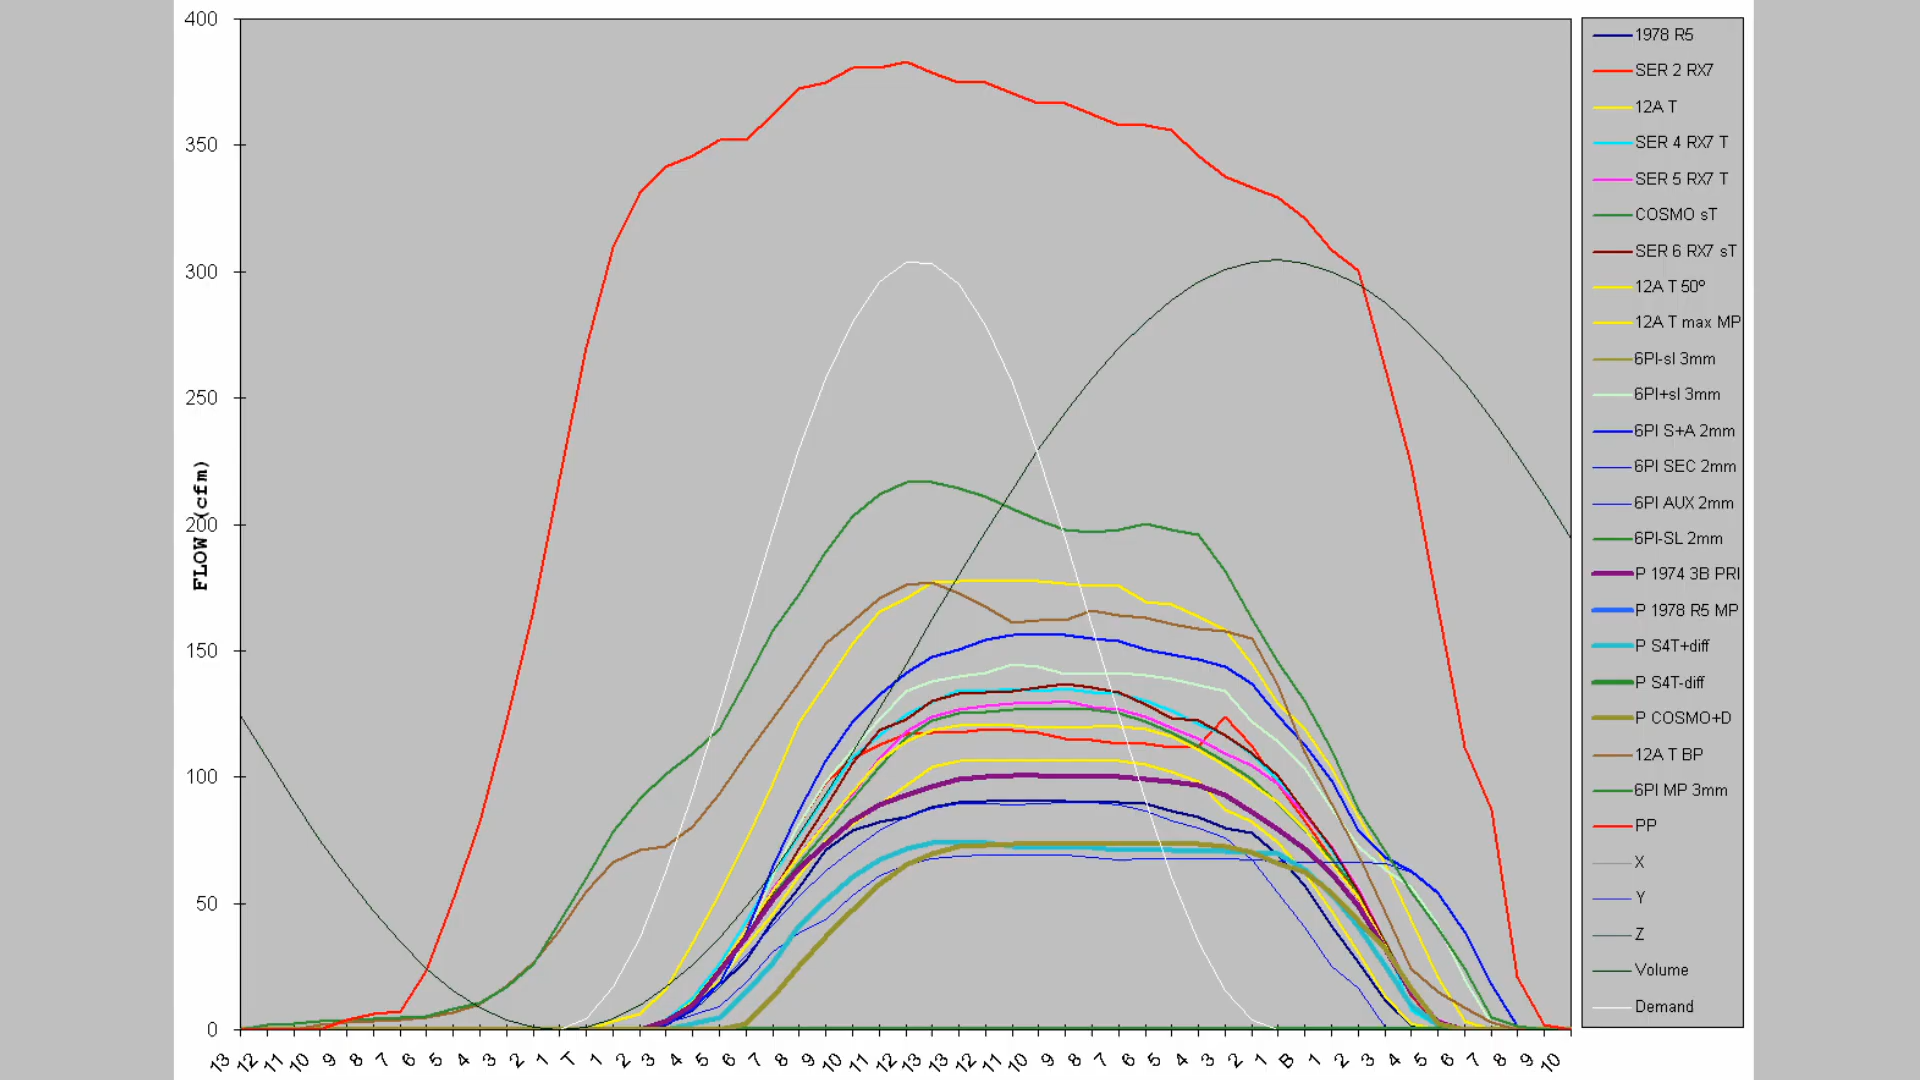 400
350
300
250
200
150
100
50
0
FLOW (cfm)
13 12 11 10 9 8 7 6 5 4 3 2 1 T 1 2 3 4 5 6 7 8 9 10 11 12 13 13 12 11 10 9 8 7 6 5 4 3 2 1 B 1 2 3 4 5 6 7 8 9 10
1978 R5
SER 2 RX7
12A T
SER 4 RX7 T
SER 5 RX7 T
COSMO sT
SER 6 RX7 sT
12A T 50º
12A T max MP
6PI-sl 3mm
6PI+sl 3mm
6PI S+A 2mm
6PI SEC 2mm
6PI AUX 2mm
6PI-SL 2mm
P 1974 3B PRI
P 1978 R5 MP
P S4T+diff
P S4T-diff
P COSMO+D
12A T BP
6PI MP 3mm
PP
X
Y
Z
Volume
Demand